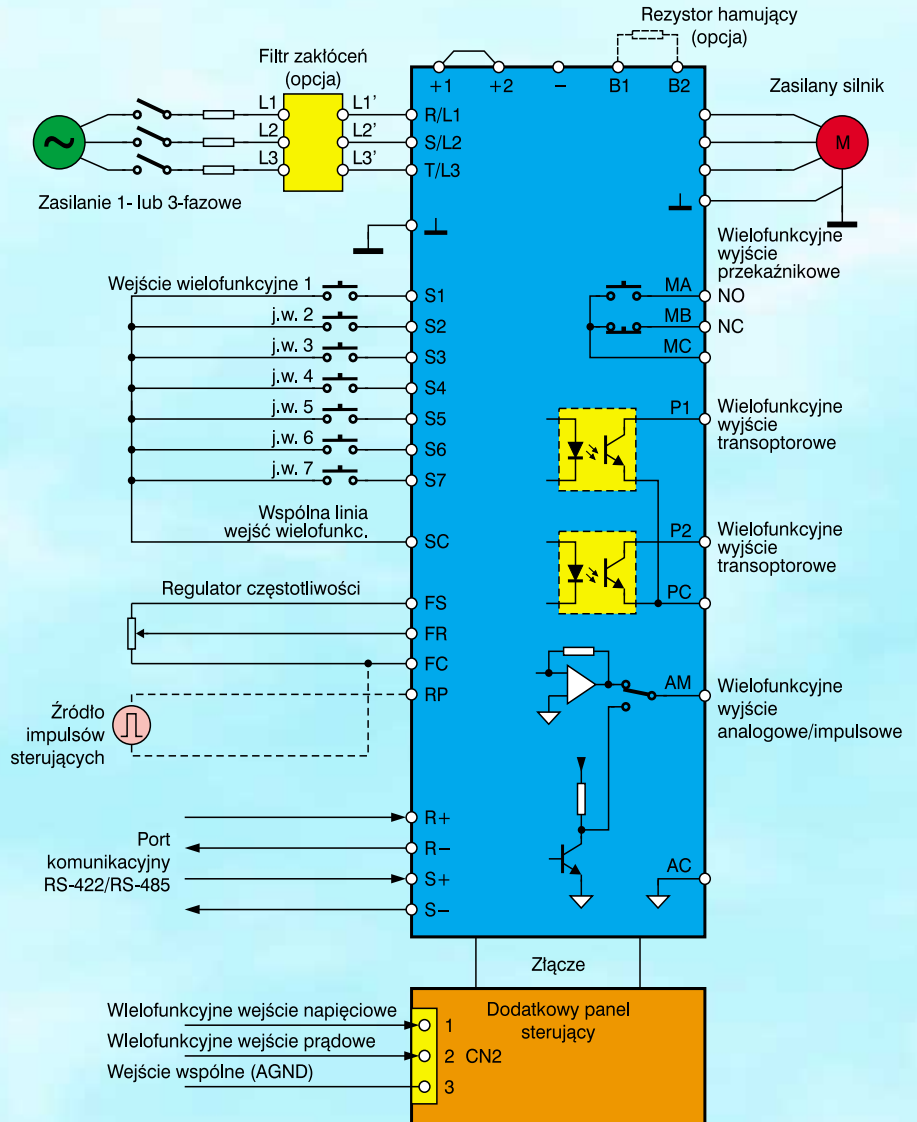 Rezystor hamujący
(opcja)
Filtr zakłóceń
(opcja)
Zasilany silnik
+1 +2 − B1 B2
L1 L1' R/L1
L2 L2' S/L2
L3 L3' T/L3
M
Zasilanie 1- lub 3-fazowe
Wielofunkcyjne
wyjście
przekaźnikowe
Wejście wielofunkcyjne 1 S1
MA NO
j.w. 2 S2
MB NC
j.w. 3 S3
MC
j.w. 4 S4
j.w. 5 S5
j.w. 6 S6
j.w. 7 S7
P1 Wielofunkcyjne
wyjście
transoptorowe
Wspólna linia
wejść wielofunkc. SC
P2 Wielofunkcyjne
wyjście
transoptorowe
PC
Regulator częstotliwości FS
FR
FC
RP
Źródło
impulsów
sterujących
AM Wielofunkcyjne
wyjście
analogowe/impulsowe
R+
R−
S+
S−
Port
komunikacyjny
RS-422/RS-485
AC
Złącze
Dodatkowy panel
sterujący
WIelofunkcyjne wejście napięciowe 1
WIelofunkcyjne wejście prądowe 2 CN2
Wejście wspólne (AGND) 3